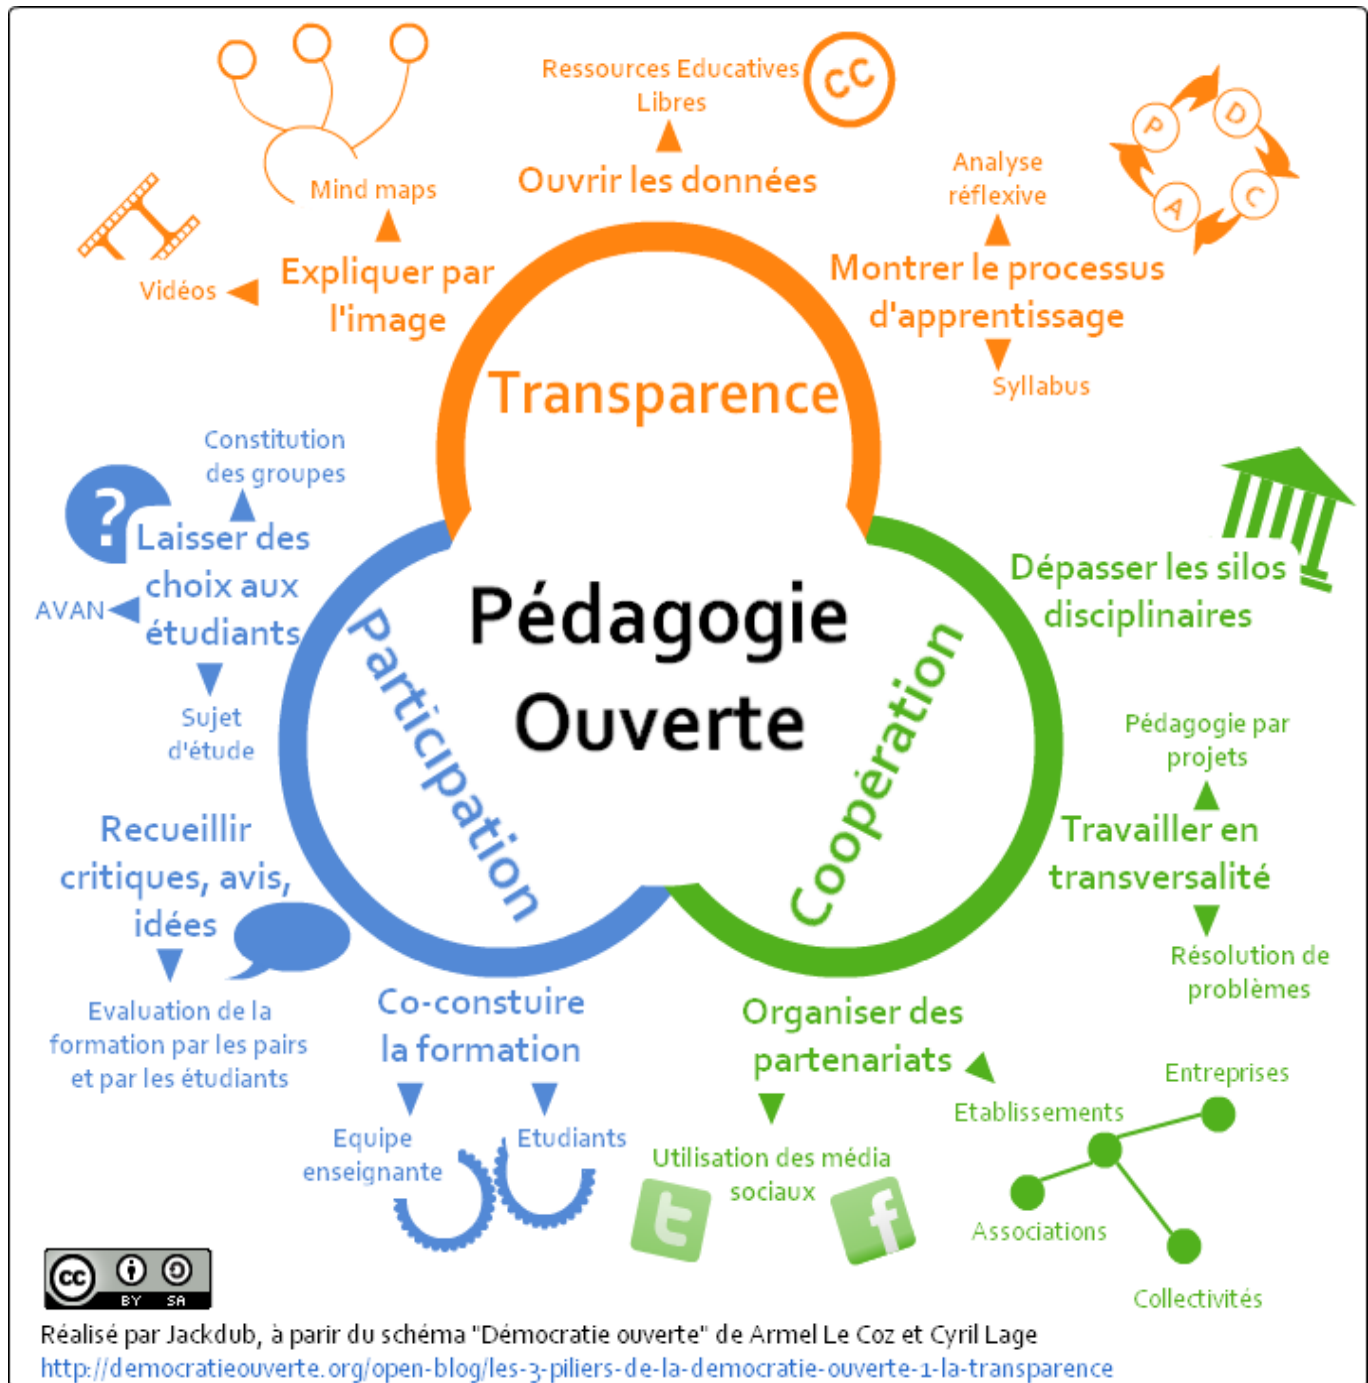 Ressources Educatives
Libres
CC
Ouvrir les données
Mind maps
Vidéos
Expliquer par
l'image
Analyse
réflexive
P
D
C
A
Montrer le processus
d'apprentissage
Syllabus
Transparence
Constitution
des groupes
?
Laisser des
choix aux
étudiants
AVAN
Sujet
d'étude
Recueillir
critiques, avis,
idées
Evaluation de la
formation par les pairs
et par les étudiants
Participation
Pédagogie
Ouverte
Coopération
Dépasser les silos
disciplinaires
Pédagogie par
projets
Travailler en
transversalité
Résolution de
problèmes
Co-constuire
la formation
Equipe
enseignante
Etudiants
Organiser des
partenariats
Utilisation des média
sociaux
t
f
Entreprises
Etablissements
Associations
Collectivités
cc
BY SA
Réalisé par Jackdub, à parir du schéma "Démocratie ouverte" de Armel Le Coz et Cyril Lage
http://democratieouverte.org/open-blog/les-3-piliers-de-la-democratie-ouverte-1-la-transparence